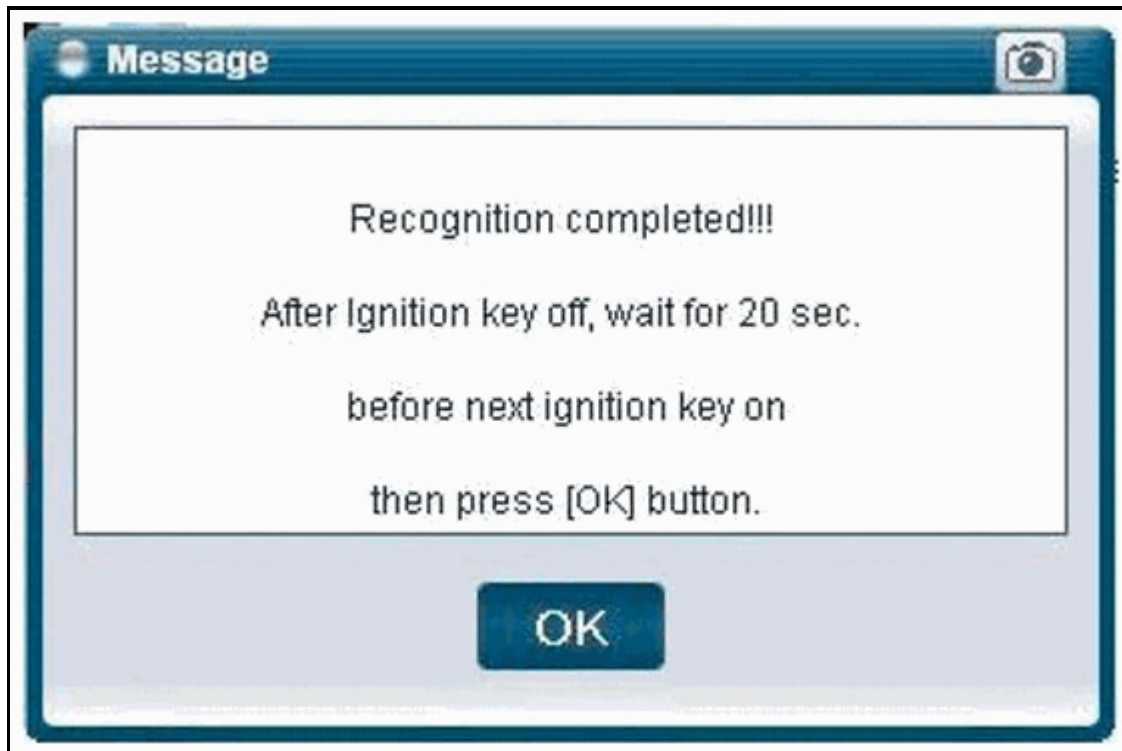 Message
Recognition completed!!!
After Ignition key off, wait for 20 sec.
before next ignition key on
then press [OK] button.
OK